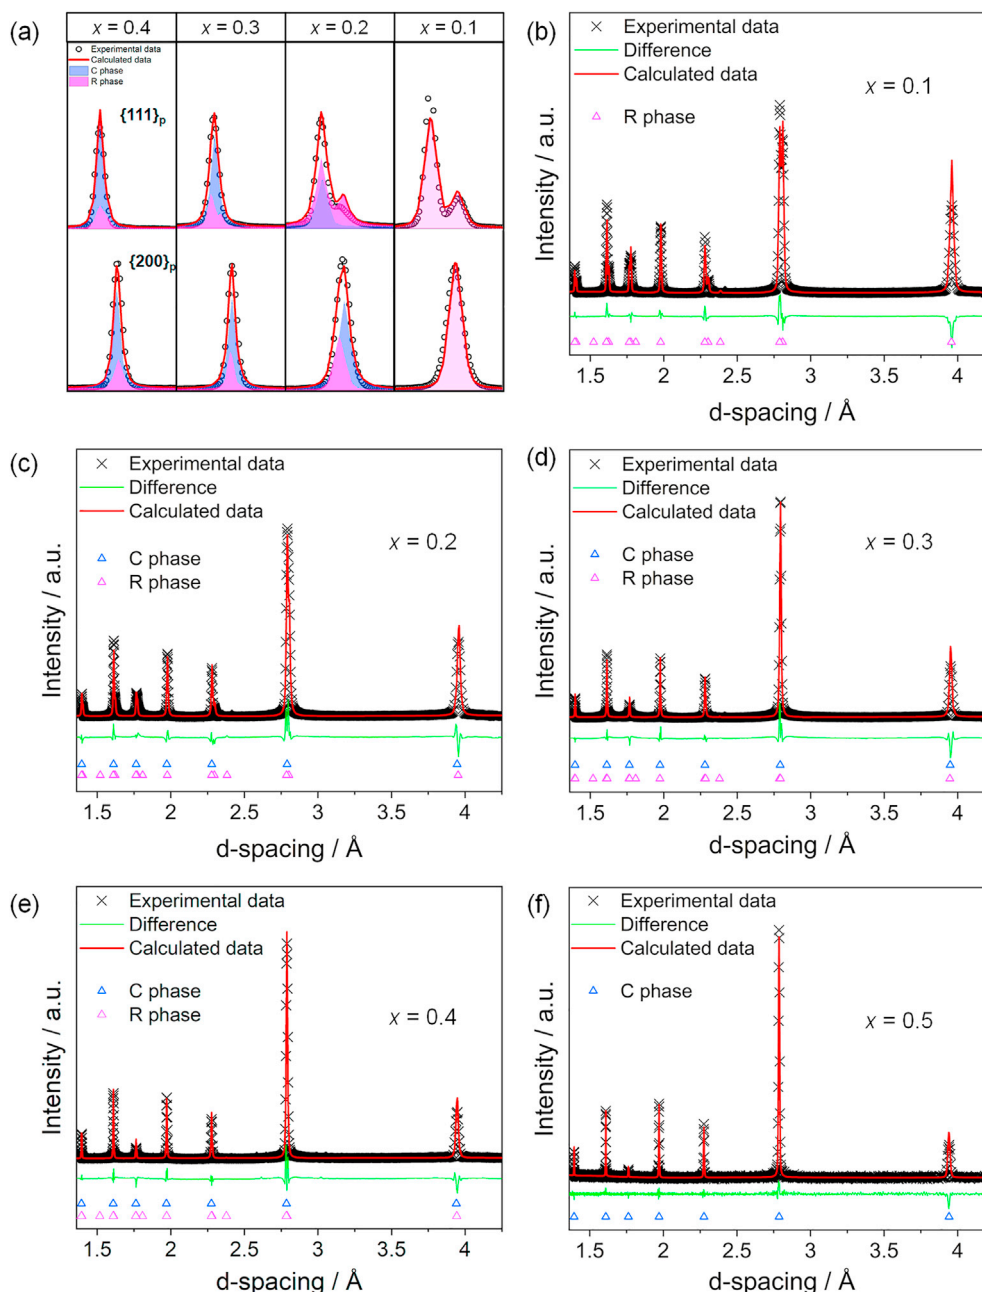 (a)
x = 0.4 x = 0.3 x = 0.2 x = 0.1
Experimental data
Calculated data
C phase
R phase
{111}p
{200}p
(b)
Experimental data
Difference
Calculated data
x = 0.1
R phase
Intensity / a.u.
1.5 2 2.5 3 3.5 4
d-spacing / Å
(c)
Experimental data
Difference
Calculated data
x = 0.2
C phase
R phase
Intensity / a.u.
1.5 2 2.5 3 3.5 4
d-spacing / Å
(d)
Experimental data
Difference
Calculated data
x = 0.3
C phase
R phase
Intensity / a.u.
1.5 2 2.5 3 3.5 4
d-spacing / Å
(e)
Experimental data
Difference
Calculated data
C phase
R phase
x = 0.4
Intensity / a.u.
1.5 2 2.5 3 3.5 4
d-spacing / Å
(f)
Experimental data
Difference
Calculated data
C phase
x = 0.5
Intensity / a.u.
1.5 2 2.5 3 3.5 4
d-spacing / Å